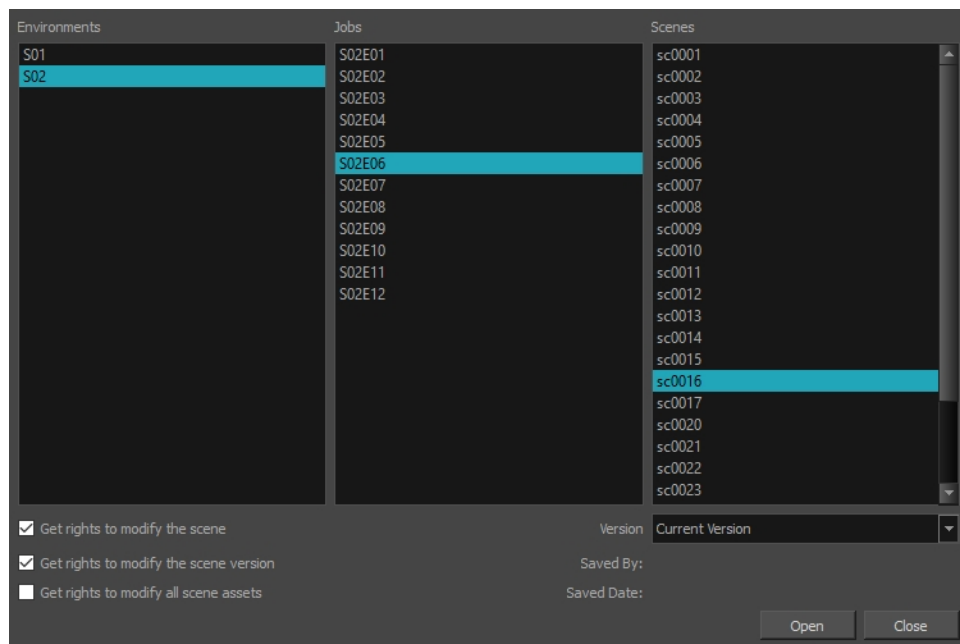 Environments
S01
S02
Jobs
S02E01
S02E02
S02E03
S02E04
S02E05
S02E06
S02E07
S02E08
S02E09
S02E10
S02E11
S02E12
Scenes
sc0001
sc0002
sc0003
sc0004
sc0005
sc0006
sc0007
sc0008
sc0009
sc0010
sc0011
sc0012
sc0013
sc0014
sc0015
sc0016
sc0017
sc0020
sc0021
sc0022
sc0023
Get rights to modify the scene
Get rights to modify the scene version
Get rights to modify all scene assets
Version Current Version
Saved By:
Saved Date:
Open Close